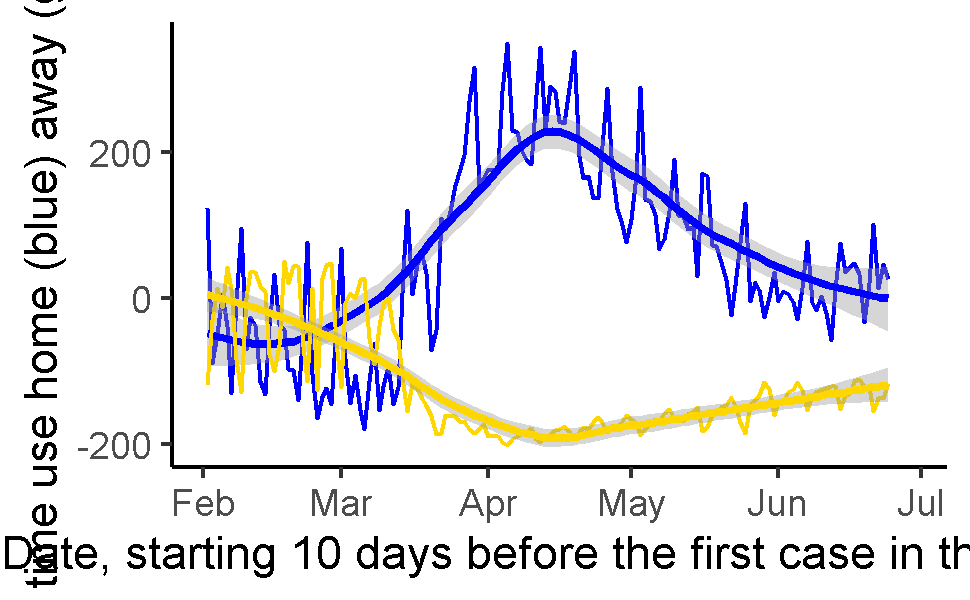 time use home (blue) away (
200
0
-200
Feb Mar Apr May Jun Jul
Date, starting 10 days before the first case in th